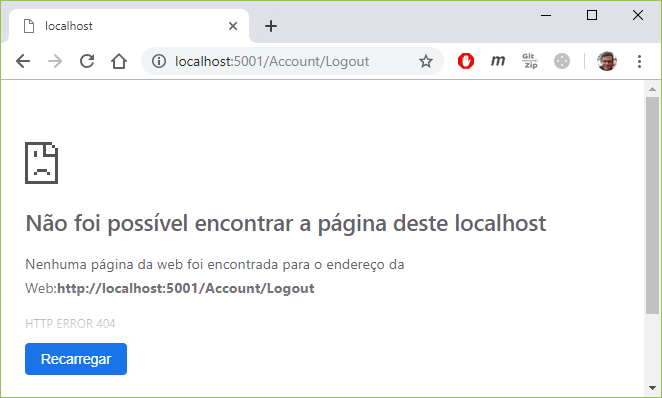 localhost
localhost:5001/Account/Logout
m
Git
Zip
Não foi possível encontrar a página deste localhost
Nenhuma página da web foi encontrada para o endereço da
Web:http://localhost:5001/Account/Logout
HTTP ERROR 404
Recarregar